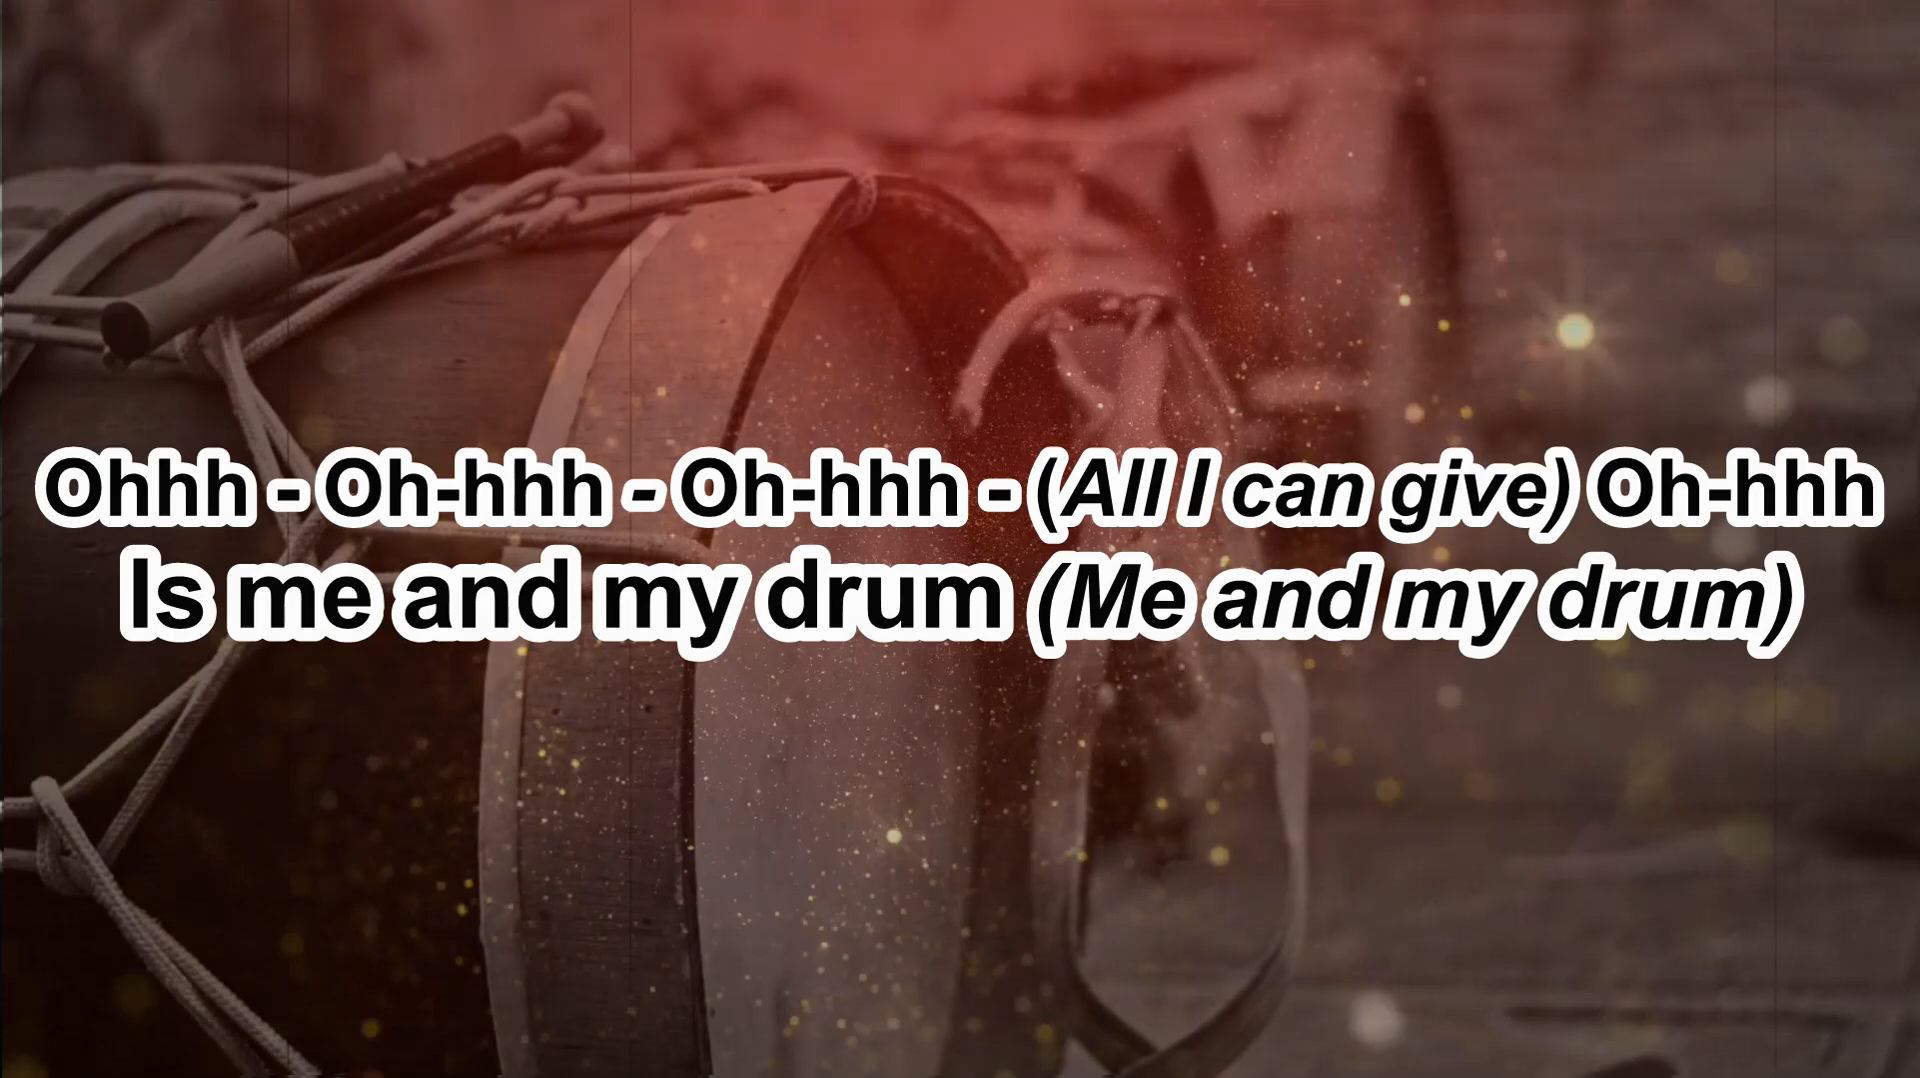 Ohhh - Oh-hhh - Oh-hhh - (All I can give) Oh-hhh
Is me and my drum (Me and my drum)